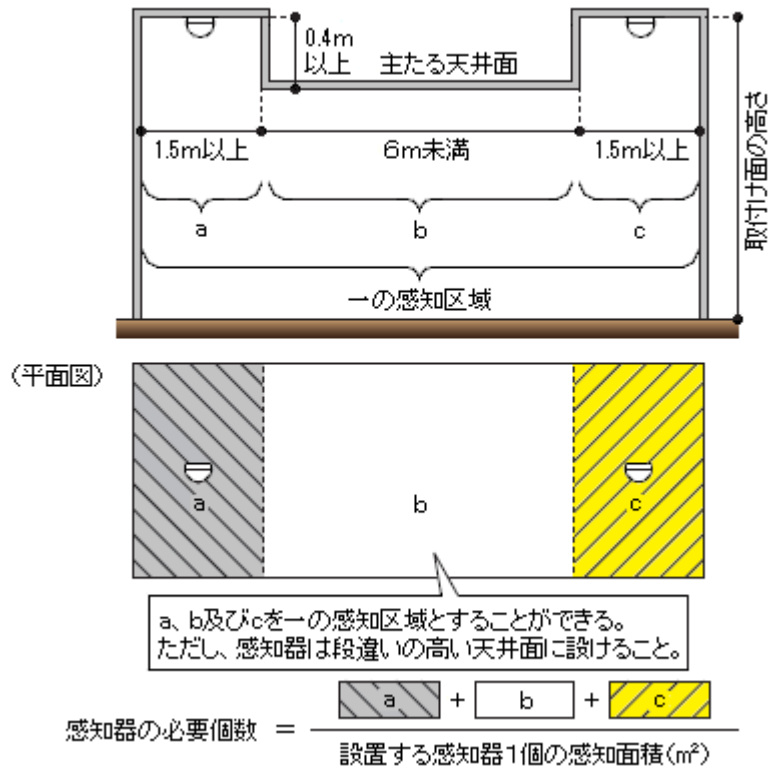 0.4m
以上 主たる天井面
取付け面の高さ
1.5m以上 6m未満 1.5m以上
a b c
一の感知区域
(平面図)
a b c
a、b及びcを一の感知区域とすることができる。
ただし、感知器は段違いの高い天井面に設けること。
感知器の必要個数 = a + b + c
設置する感知器1個の感知面積(m²)